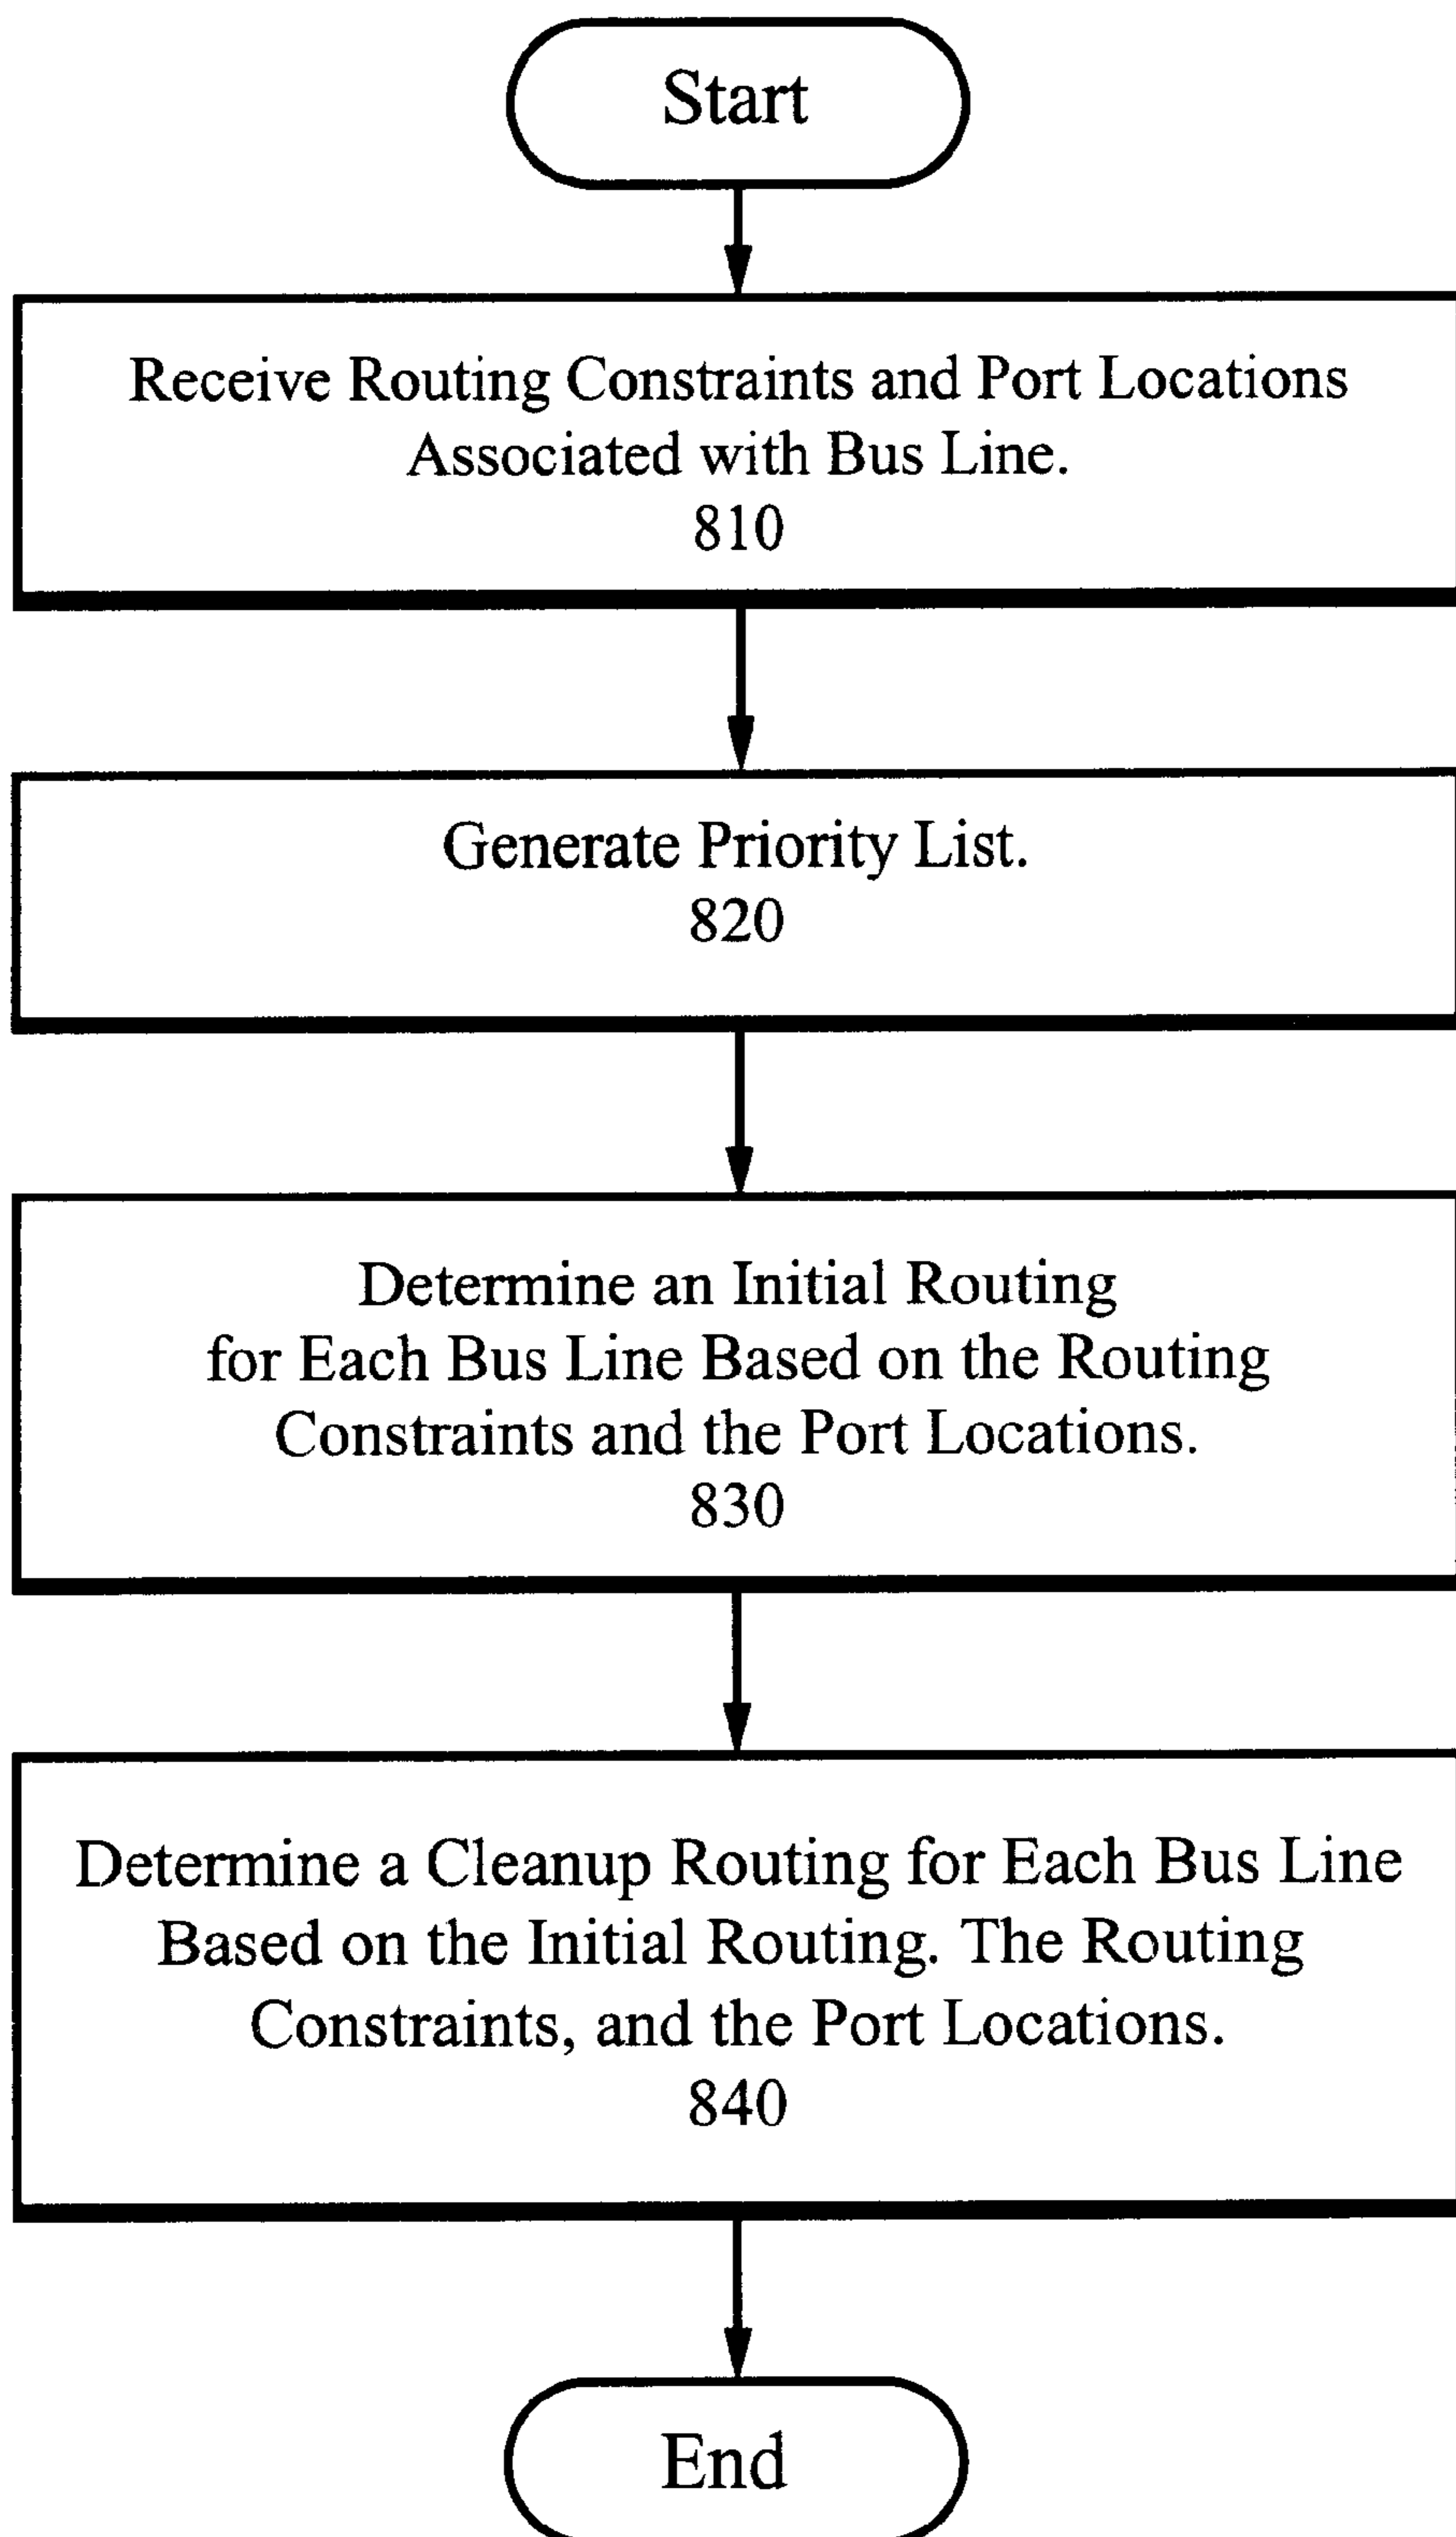 Start
Receive Routing Constraints and Port Locations
Associated with Bus Line.
810
Generate Priority List.
820
Determine an Initial Routing
for Each Bus Line Based on the Routing
Constraints and the Port Locations.
830
Determine a Cleanup Routing for Each Bus Line
Based on the Initial Routing. The Routing
Constraints, and the Port Locations.
840
End